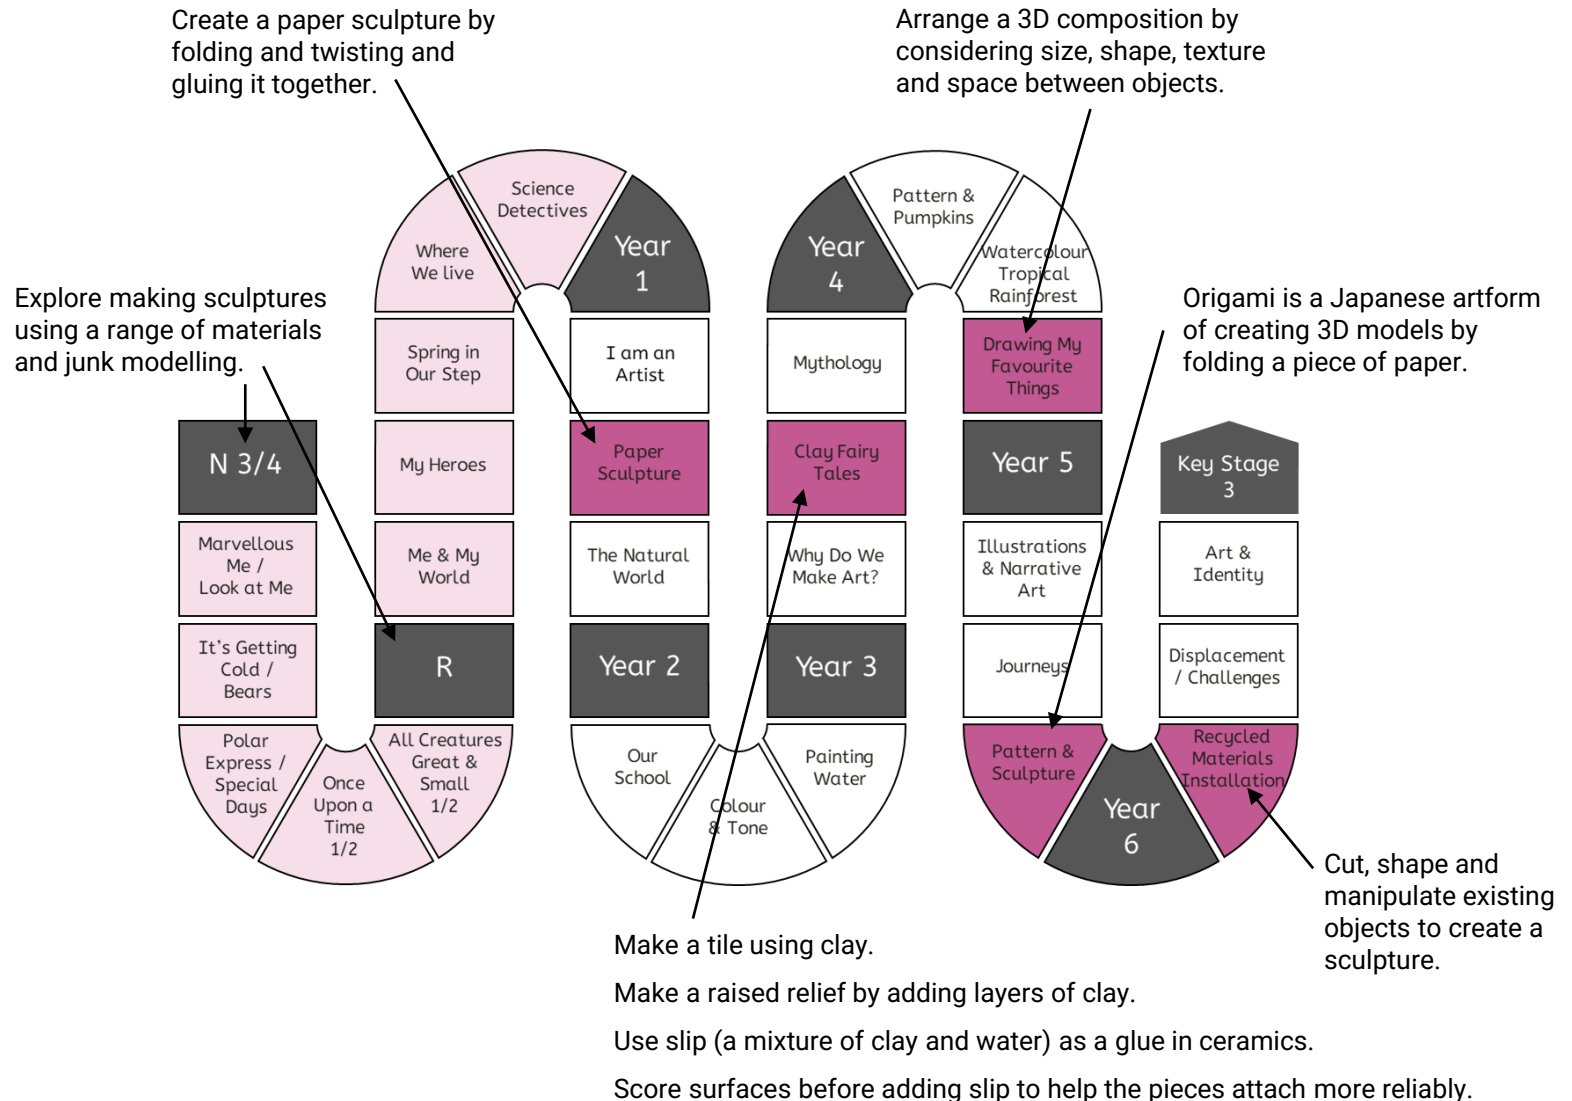 Create a paper sculpture by
folding and twisting and
gluing it together.
Arrange a 3D composition by
considering size, shape, texture
and space between objects.
Explore making sculptures
using a range of materials
and junk modelling.
Origami is a Japanese artform
of creating 3D models by
folding a piece of paper.
N 3/4
Marvellous
Me /
Look at Me
It's Getting
Cold /
Bears
Polar
Express /
Special
Days
Once
Upon a
Time
1/2
All Creatures
Great &
Small
1/2
R
Me & My
World
My Heroes
Spring in
Our Step
Where
We live
Science
Detectives
Year
1
I am an
Artist
Paper
Sculpture
The Natural
World
Year 2
Our
School
Colour
& Tone
Painting
Water
Year 3
Why Do We
Make Art?
Clay Fairy
Tales
Mythology
Year
4
Pattern &
Pumpkins
Watercolour
Tropical
Rainforest
Drawing My
Favourite
Things
Year 5
Illustrations
& Narrative
Art
Journeys
Pattern &
Sculpture
Year
6
Recycled
Materials
Installation
Displacement
/ Challenges
Art &
Identity
Key Stage
3
Cut, shape and
manipulate existing
objects to create a
sculpture.
Make a tile using clay.
Make a raised relief by adding layers of clay.
Use slip (a mixture of clay and water) as a glue in ceramics.
Score surfaces before adding slip to help the pieces attach more reliably.